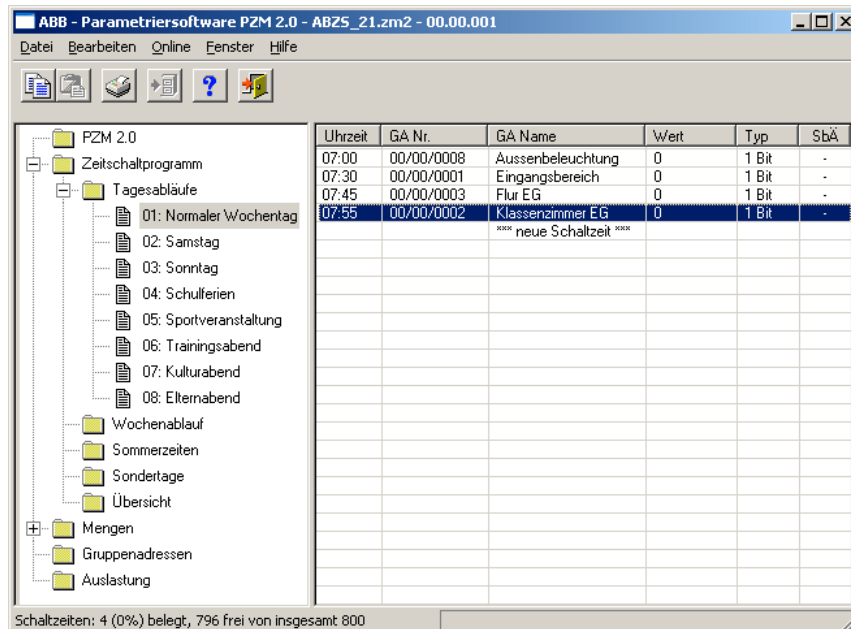 ABB - Parametriersoftware PZM 2.0 - ABZS_21.zm2 - 00.00.001
Datei Bearbeiten Online Fenster Hilfe
PZM 2.0
Zeitschaltprogramm
Tagesabläufe
01: Normaler Wochentag
02: Samstag
03: Sonntag
04: Schulferien
05: Sportveranstaltung
06: Trainingsabend
07: Kulturabend
08: Elternabend
Wochenablauf
Sommerzeiten
Sondertage
Übersicht
Mengen
Gruppenadressen
Auslastung
Uhrzeit GA Nr. GA Name Wert Typ SbÄ
07:00 00/00/0008 Aussenbeleuchtung 0 1 Bit -
07:30 00/00/0001 Eingangsbereich 0 1 Bit -
07:45 00/00/0003 Flur EG 0 1 Bit -
07:55 00/00/0002 Klassenzimmer EG 0 1 Bit -
*** neue Schaltzeit ***
Schaltzeiten: 4 (0%) belegt, 796 frei von insgesamt 800